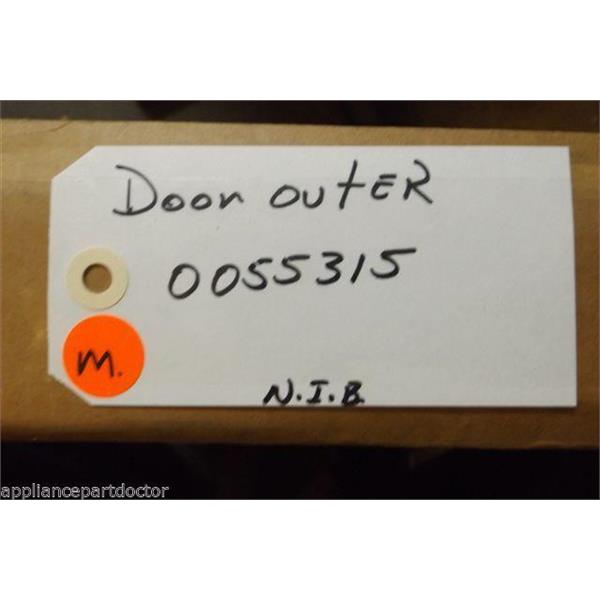 Door outER
0055315
M.
N.I.B.
appliancepartdoctor